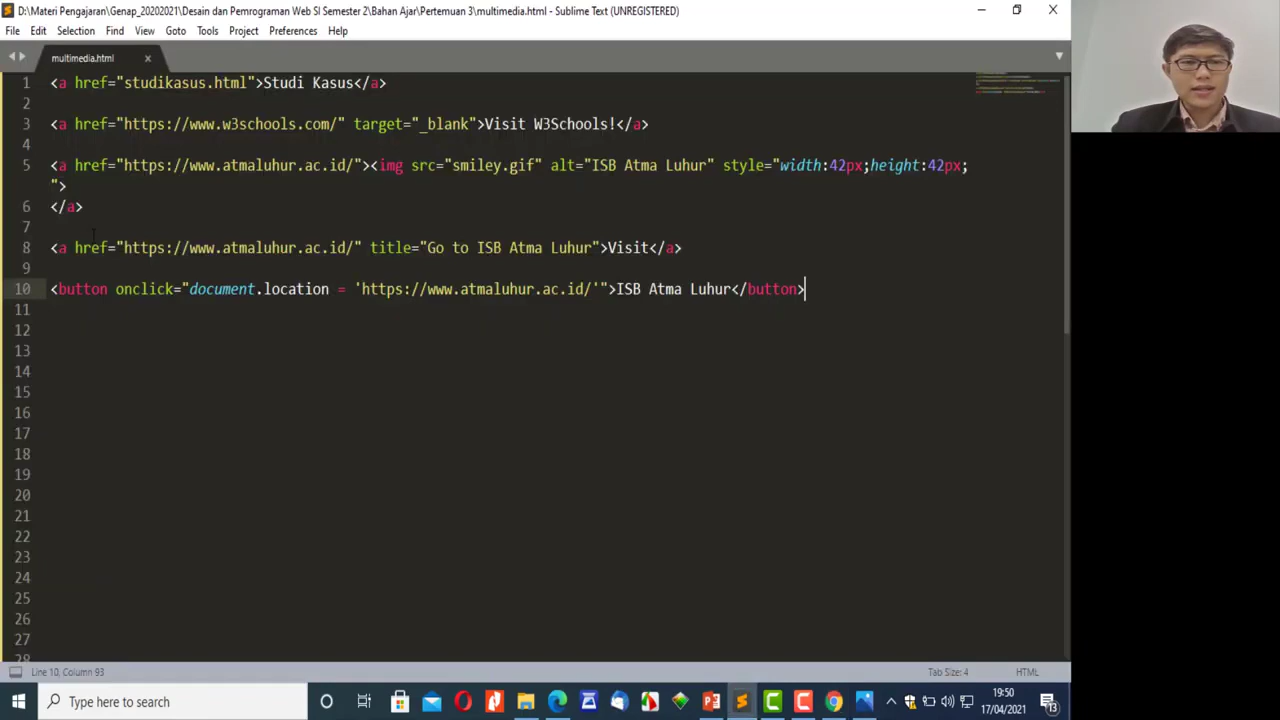 D:\Materi Pengajaran\Genap_20202021\Desain dan Pemrograman Web SI Semester 2\Bahan Ajar\Pertemuan 3\multimedia.html - Sublime Text (UNREGISTERED)
File Edit Selection Find View Goto Tools Project Preferences Help
multimedia.html
1 <a href="studikasus.html">Studi Kasus</a>
2
3 <a href="https://www.w3schools.com/" target="_blank">Visit W3Schools!</a>
4
5 <a href="https://www.atmaluhur.ac.id/"><img src="smiley.gif" alt="ISB Atma Luhur" style="width:42px;height:42px;
">
6 </a>
7
8 <a href="https://www.atmaluhur.ac.id/" title="Go to ISB Atma Luhur">Visit</a>
9
10 <button onclick="document.location = 'https://www.atmaluhur.ac.id/'">ISB Atma Luhur</button>
11
12
13
14
15
16
17
18
19
20
21
22
23
24
25
26
27
28
Line 10, Column 93 Tab Size: 4 HTML
Type here to search
19:50
17/04/2021
13